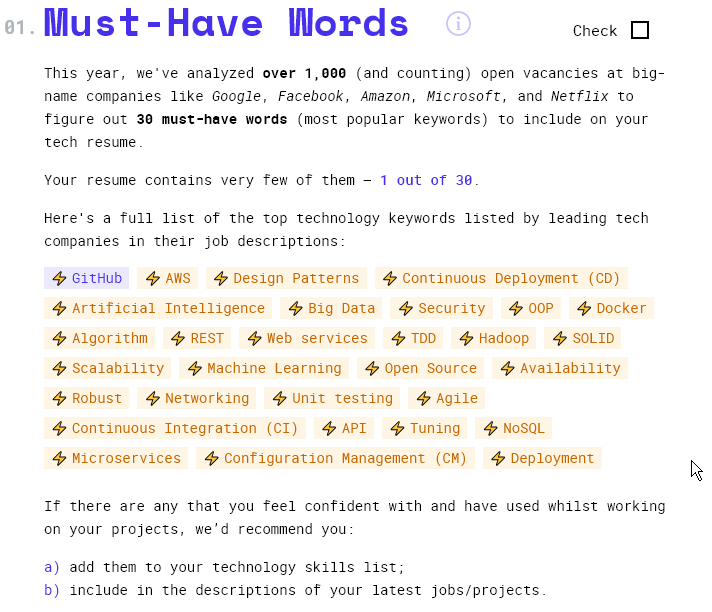 01. Must-Have Words
Check
This year, we've analyzed over 1,000 (and counting) open vacancies at big-
name companies like Google, Facebook, Amazon, Microsoft, and Netflix to
figure out 30 must-have words (most popular keywords) to include on your
tech resume.
Your resume contains very few of them — 1 out of 30.
Here's a full list of the top technology keywords listed by leading tech
companies in their job descriptions:
GitHub AWS Design Patterns Continuous Deployment (CD)
Artificial Intelligence Big Data Security OOP Docker
Algorithm REST Web services TDD Hadoop SOLID
Scalability Machine Learning Open Source Availability
Robust Networking Unit testing Agile
Continuous Integration (CI) API Tuning NoSQL
Microservices Configuration Management (CM) Deployment
If there are any that you feel confident with and have used whilst working
on your projects, we’d recommend you:
a) add them to your technology skills list;
b) include in the descriptions of your latest jobs/projects.